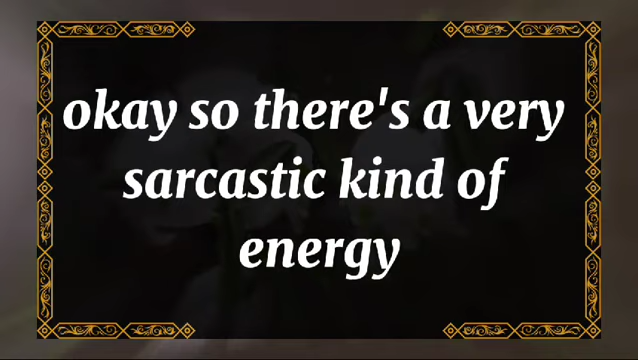 okay so there's a very
sarcastic kind of
energy